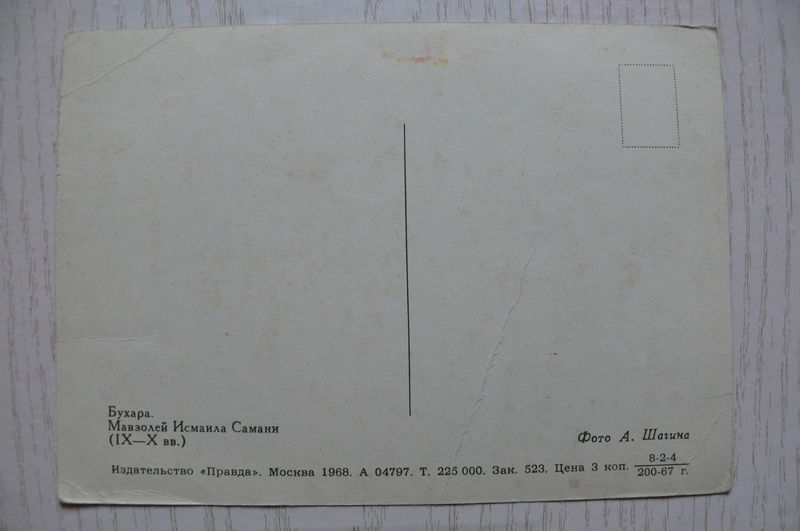 Бухара.
Мавзолей Исмаила Самани
(IX—X вв.)
Фото А. Шагина
Издательство «Правда». Москва 1968. А 04797. Т. 225 000. Зак. 523. Цена 3 коп. 8-2-4
200-67 г.